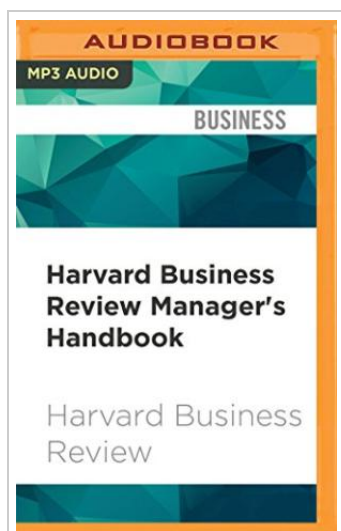 AUDIOBOOK
MP3 AUDIO
BUSINESS
Harvard Business
Review Manager's
Handbook
Harvard Business
Review